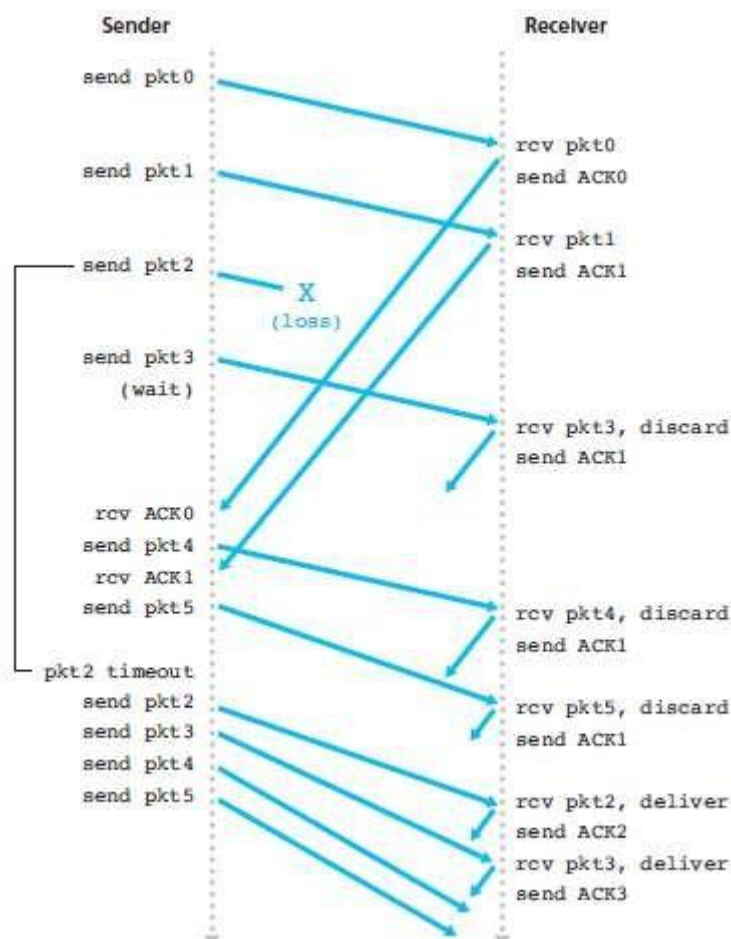 Sender
Receiver
send pkt0
rcv pkt0
send ACK0
send pkt1
rcv pkt1
send ACK1
send pkt2
X
(loss)
send pkt3
(wait)
rcv pkt3, discard
send ACK1
rcv ACK0
send pkt4
rcv ACK1
send pkt5
rcv pkt4, discard
send ACK1
pkt2 timeout
send pkt2
send pkt3
send pkt4
send pkt5
rcv pkt5, discard
send ACK1
rcv pkt2, deliver
send ACK2
rcv pkt3, deliver
send ACK3